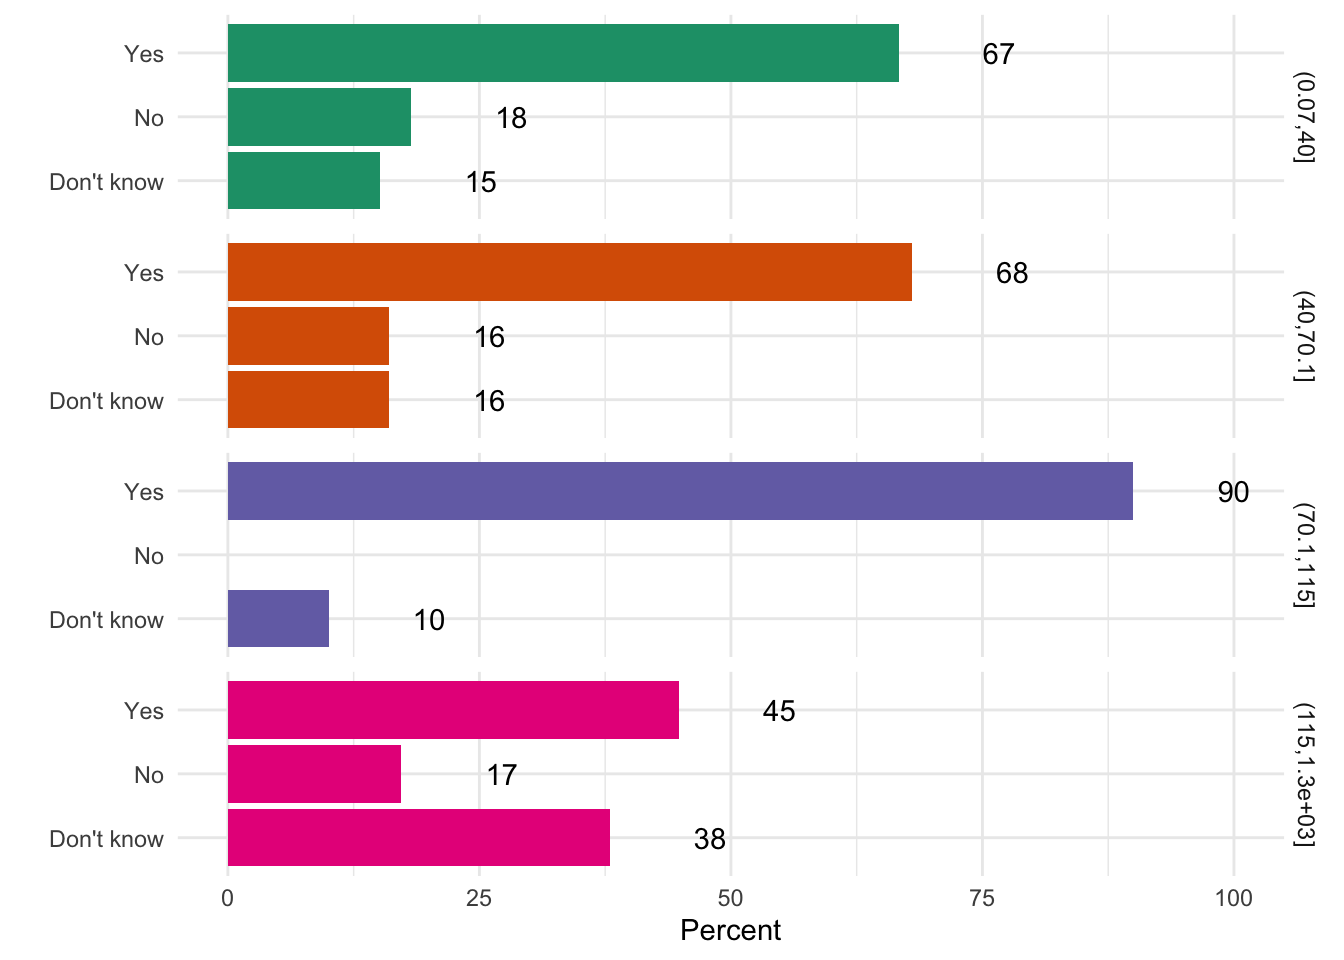 Yes 67
No 18
Don't know 15
(0.07,40]
Yes 68
No 16
Don't know 16
(40,70.1]
Yes 90
No
Don't know 10
(70.1,115]
Yes 45
No 17
Don't know 38
(115,1.3e+03]
0 25 50 75 100
Percent